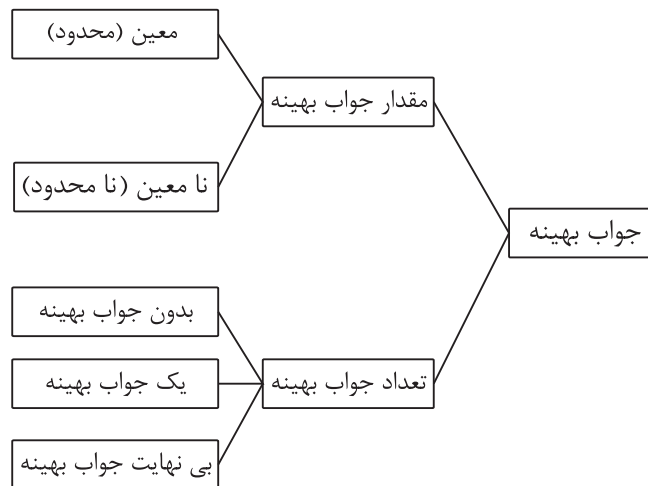 جواب بهینه
مقدار جواب بهینه
معین (محدود)
نا معین (نا محدود)
تعداد جواب بهینه
بدون جواب بهینه
یک جواب بهینه
بی نهایت جواب بهینه